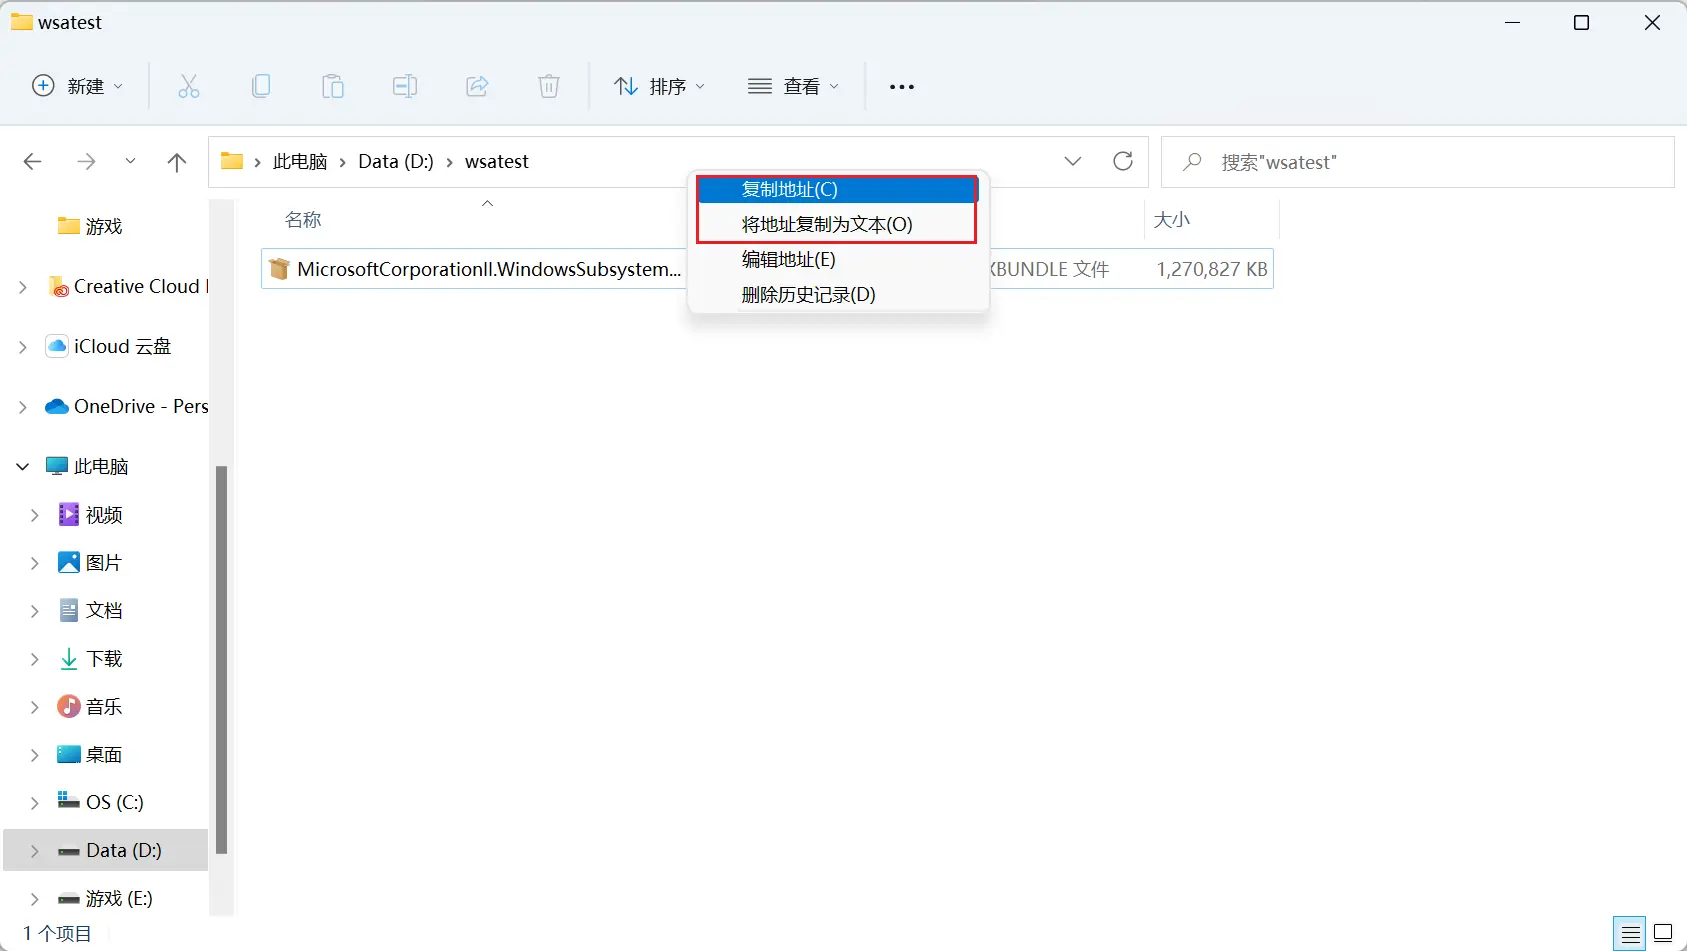 wsatest
新建
排序
查看
此电脑 Data (D:) wsatest
搜索"wsatest"
复制地址(C)
将地址复制为文本(O)
编辑地址(E)
删除历史记录(D)
名称
大小
MicrosoftCorporationII.WindowsSubsystem...
XBUNDLE 文件
1,270,827 KB
游戏
Creative Cloud
iCloud 云盘
OneDrive - Pers
此电脑
视频
图片
文档
下载
音乐
桌面
OS (C:)
Data (D:)
游戏 (E:)
1 个项目